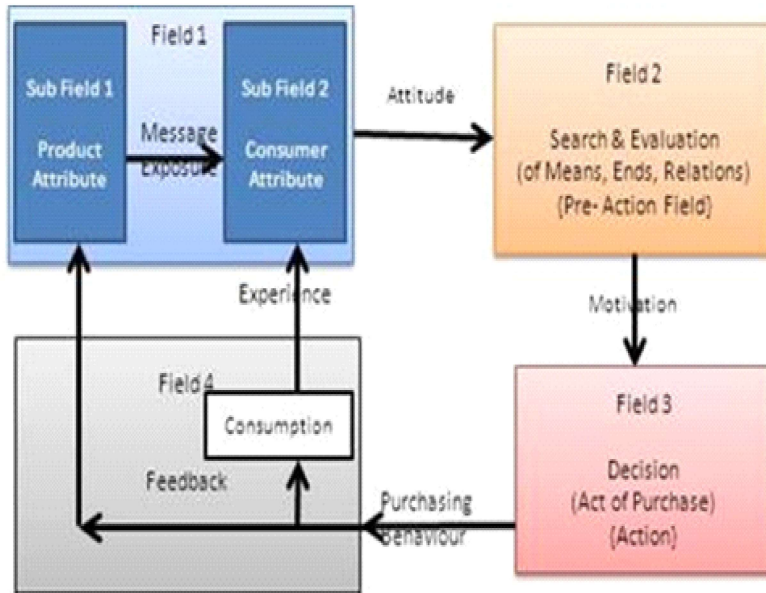 Field 1
Sub Field 1
Product
Attribute
Message
Exposure
Sub Field 2
Consumer
Attribute
Attitude
Field 2
Search & Evaluation
(of Means, Ends, Relations)
(Pre- Action Field)
Motivation
Field 3
Decision
(Act of Purchase)
(Action)
Purchasing
Behaviour
Field 4
Consumption
Feedback
Experience